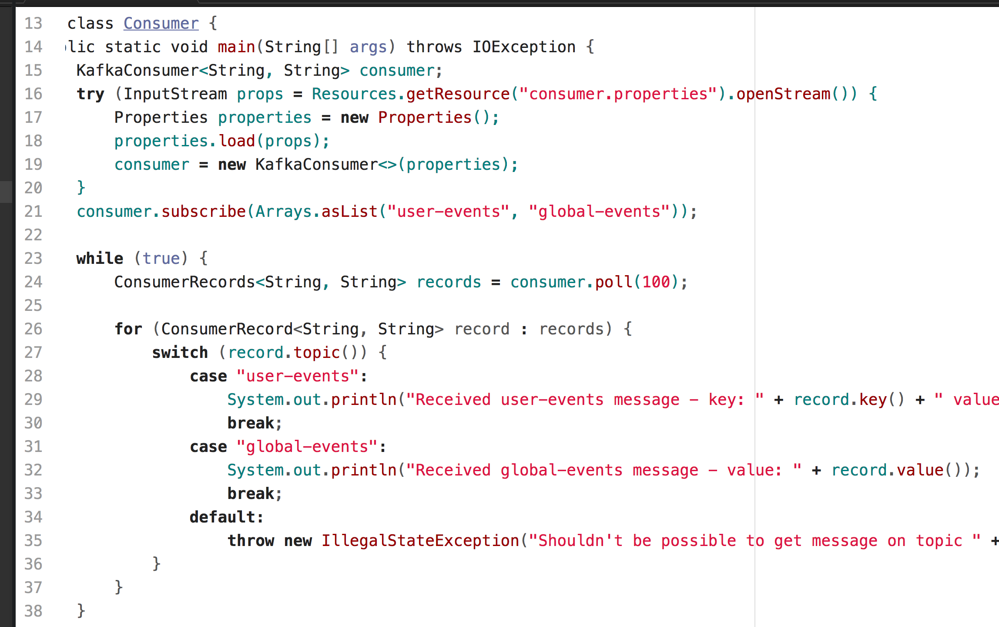 13 class Consumer {
14 lic static void main(String[] args) throws IOException {
15 KafkaConsumer<String, String> consumer;
16 try (InputStream props = Resources.getResource("consumer.properties").openStream()) {
17 Properties properties = new Properties();
18 properties.load(props);
19 consumer = new KafkaConsumer<>(properties);
20 }
21 consumer.subscribe(Arrays.asList("user-events", "global-events"));
22
23 while (true) {
24 ConsumerRecords<String, String> records = consumer.poll(100);
25
26 for (ConsumerRecord<String, String> record : records) {
27 switch (record.topic()) {
28 case "user-events":
29 System.out.println("Received user-events message - key: " + record.key() + " value
30 break;
31 case "global-events":
32 System.out.println("Received global-events message - value: " + record.value());
33 break;
34 default:
35 throw new IllegalStateException("Shouldn't be possible to get message on topic " +
36 }
37 }
38 }